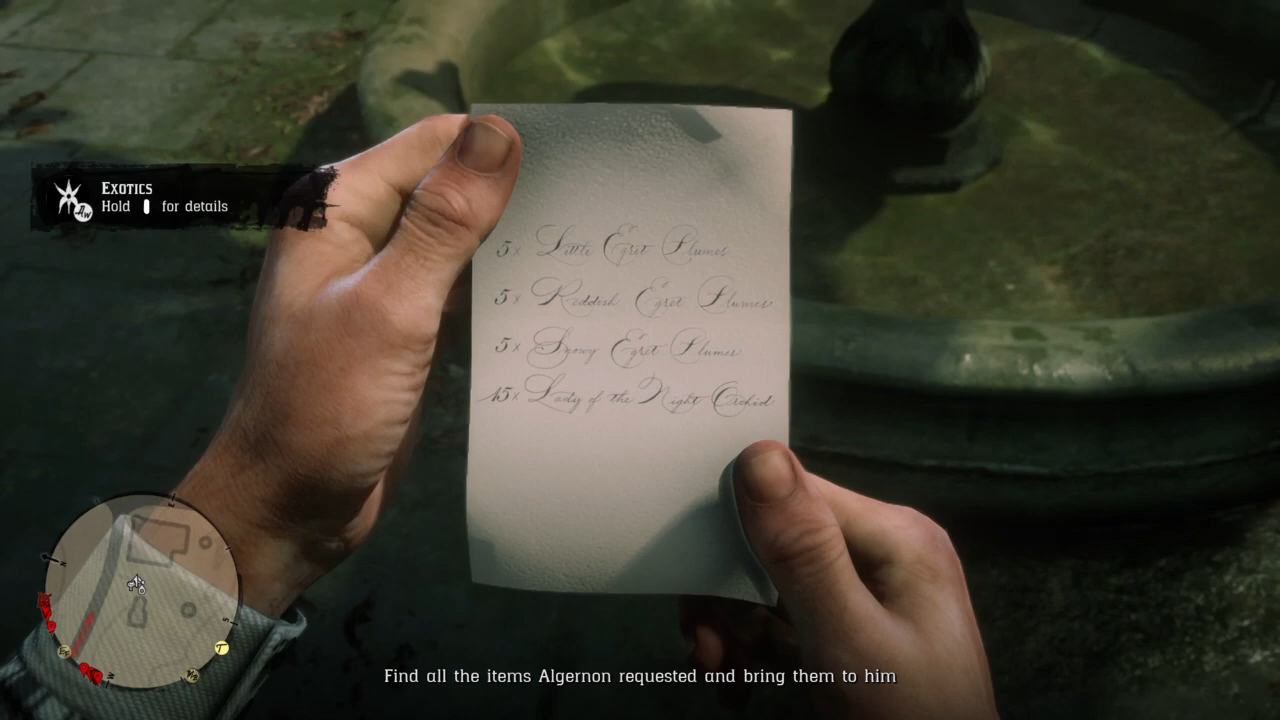 Exotics
Hold for details
5x Little Egret Plumes
5x Reddish Egret Plumes
5x Snowy Egret Plumes
15x Lady of the Night Orchid
Find all the items Algernon requested and bring them to him